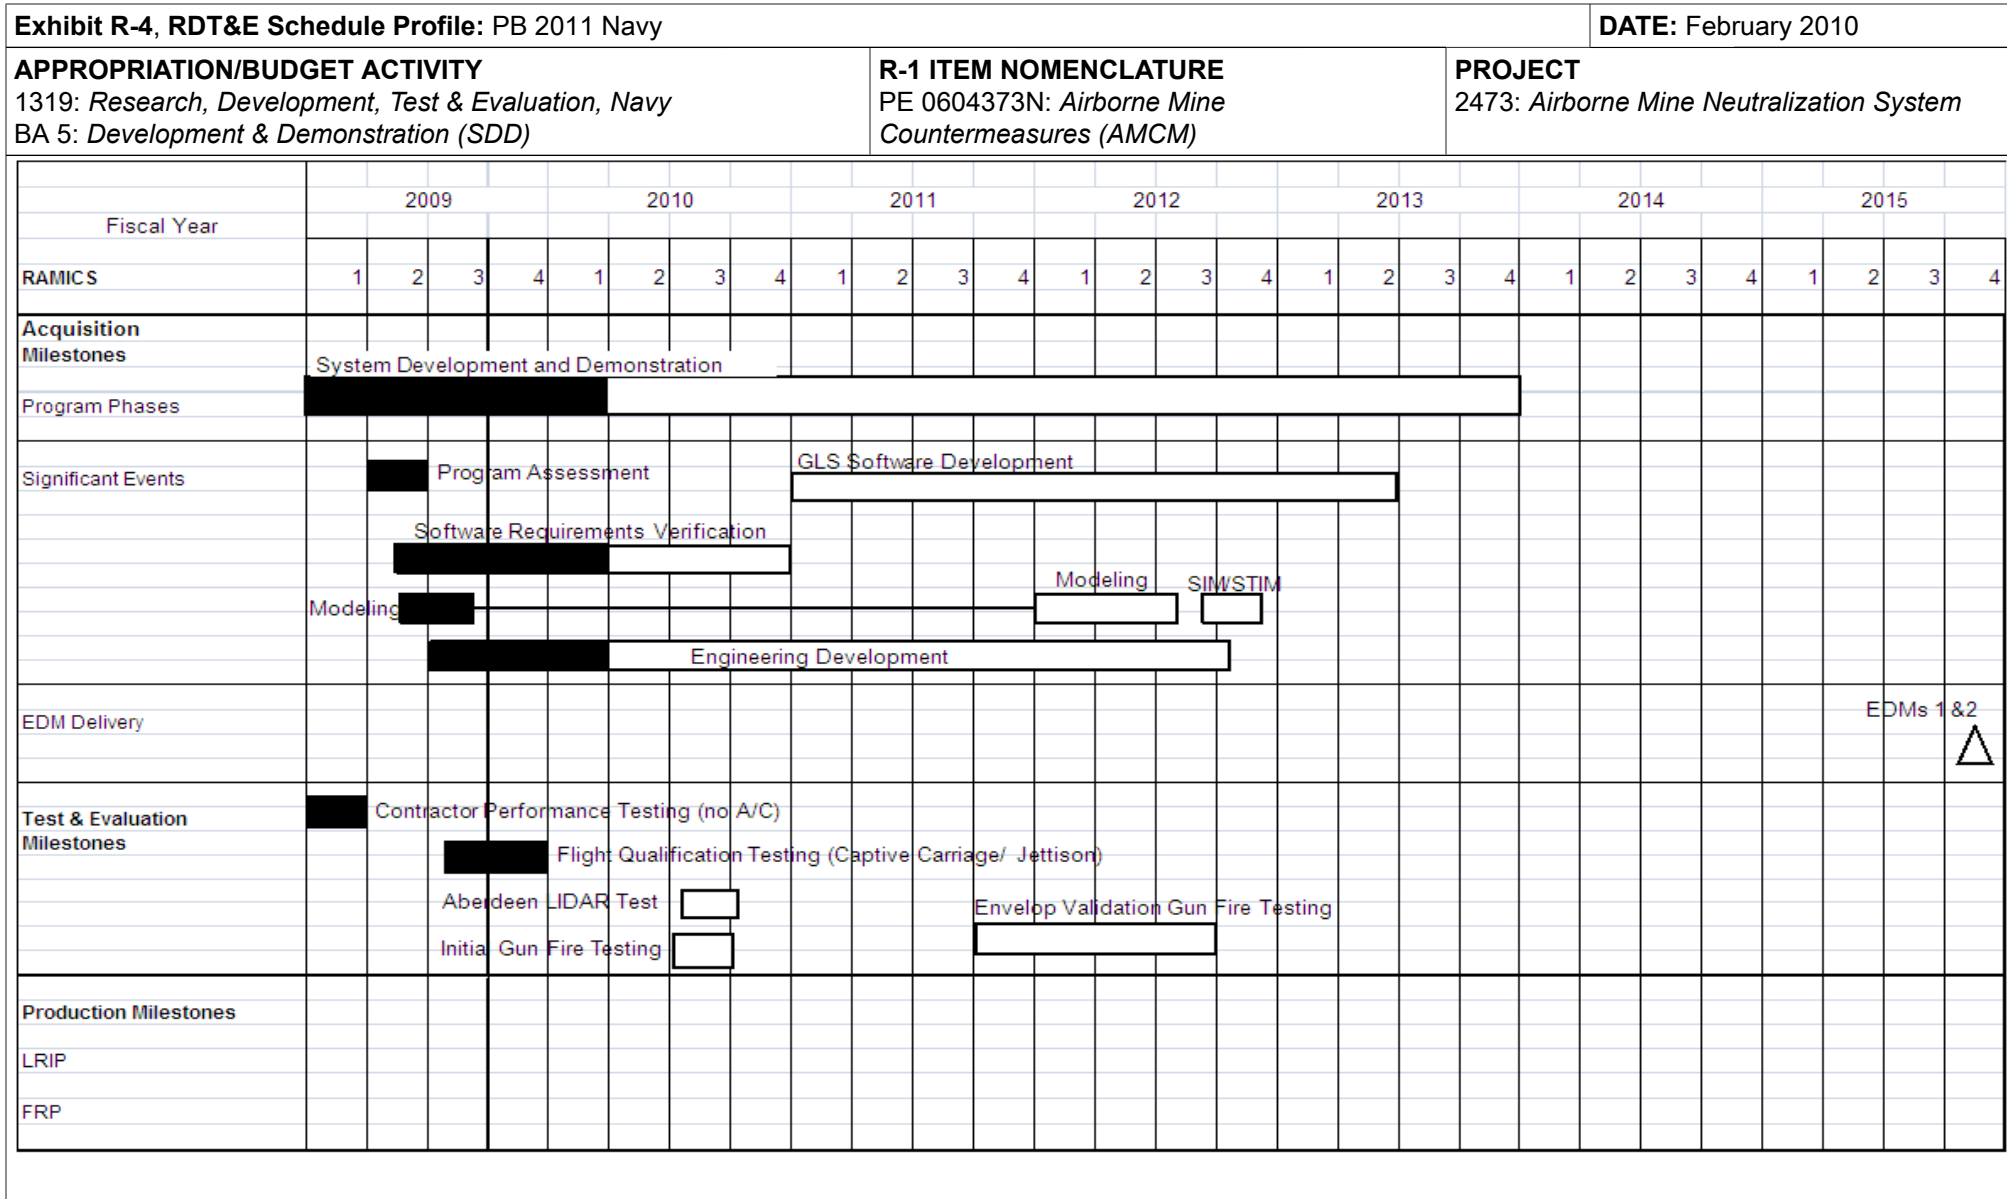 Exhibit R-4, RDT&E Schedule Profile: PB 2011 Navy
DATE: February 2010
APPROPRIATION/BUDGET ACTIVITY
1319: Research, Development, Test & Evaluation, Navy
BA 5: Development & Demonstration (SDD)
R-1 ITEM NOMENCLATURE
PE 0604373N: Airborne Mine
Countermeasures (AMCM)
PROJECT
2473: Airborne Mine Neutralization System
2009 2010 2011 2012 2013 2014 2015
Fiscal Year
RAMICS 1 2 3 4 1 2 3 4 1 2 3 4 1 2 3 4 1 2 3 4 1 2 3 4 1 2 3 4
Acquisition
Milestones
System Development and Demonstration
Program Phases
Significant Events
Program Assessment
GLS Software Development
Software Requirements Verification
Modeling
SIM/STIM
Modeling
Engineering Development
EDM Delivery
EDMs 1 &2
Test & Evaluation
Milestones
Contractor Performance Testing (no A/C)
Flight Qualification Testing (Captive Carriage/ Jettison)
Aberdeen LIDAR Test
Envelop Validation Gun Fire Testing
Initial Gun Fire Testing
Production Milestones
LRIP
FRP